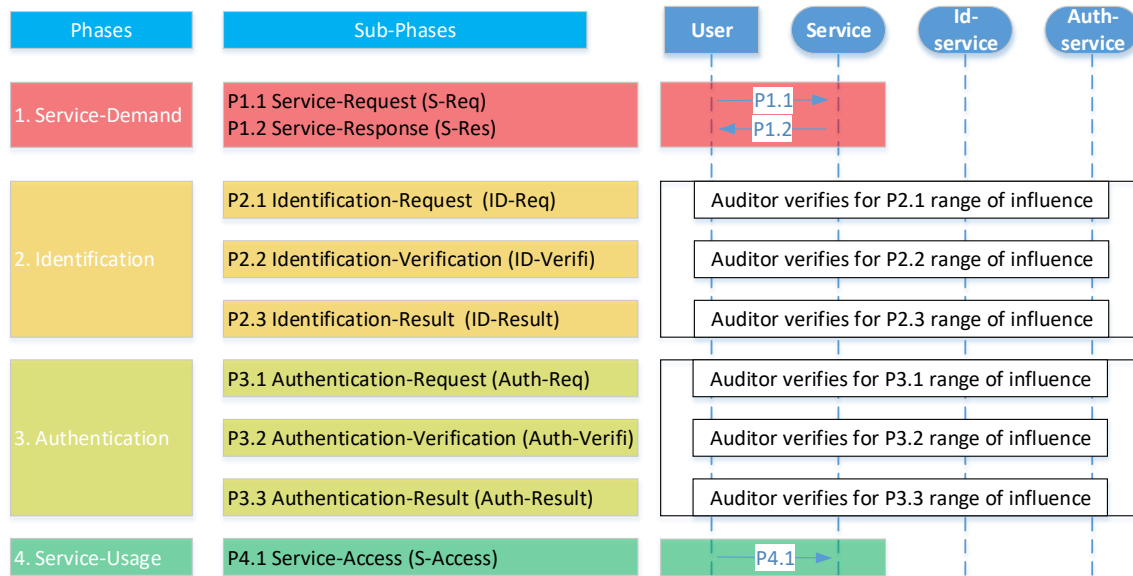 Phases
Sub-Phases
User
Service
Id-
service
Auth-
service
1. Service-Demand
P1.1 Service-Request (S-Req)
P1.2 Service-Response (S-Res)
P1.1
P1.2
2. Identification
P2.1 Identification-Request (ID-Req)
Auditor verifies for P2.1 range of influence
P2.2 Identification-Verification (ID-Verifi)
Auditor verifies for P2.2 range of influence
P2.3 Identification-Result (ID-Result)
Auditor verifies for P2.3 range of influence
3. Authentication
P3.1 Authentication-Request (Auth-Req)
Auditor verifies for P3.1 range of influence
P3.2 Authentication-Verification (Auth-Verifi)
Auditor verifies for P3.2 range of influence
P3.3 Authentication-Result (Auth-Result)
Auditor verifies for P3.3 range of influence
4. Service-Usage
P4.1 Service-Access (S-Access)
P4.1